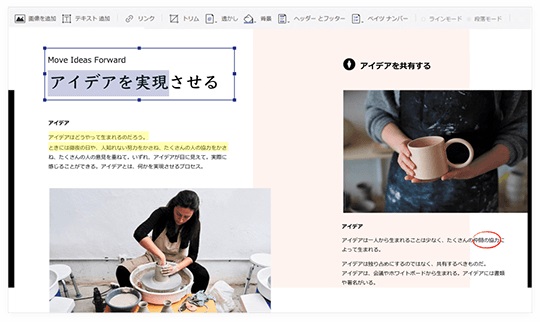 画像を追加 テキスト 追加 リンク トリム 透かし 背景 ヘッダー とフッター ベイツ ナンバー ラインモード 段落モード
Move Ideas Forward
アイデアを実現させる
アイデア
アイデアはどうやって生まれるのだろう。
ときには徹夜の日や、人知れない努力をかさね、たくさんの人の協力をかさ
ね、たくさんの人の意見を重ねて。いずれ、アイデアが目に見えて、実際に
感じることができる。アイデアとは、何かを実現させるプロセス。
アイデアを共有する
アイデア
アイデアは一人から生まれることは少なく、たくさんの仲間の協力に
よって生まれる。
アイデアは独り占めにするのではなく、共有するべきものだ。
アイデアは、会議やホワイトボードから生まれる。アイデアには書類
や署名がいる。